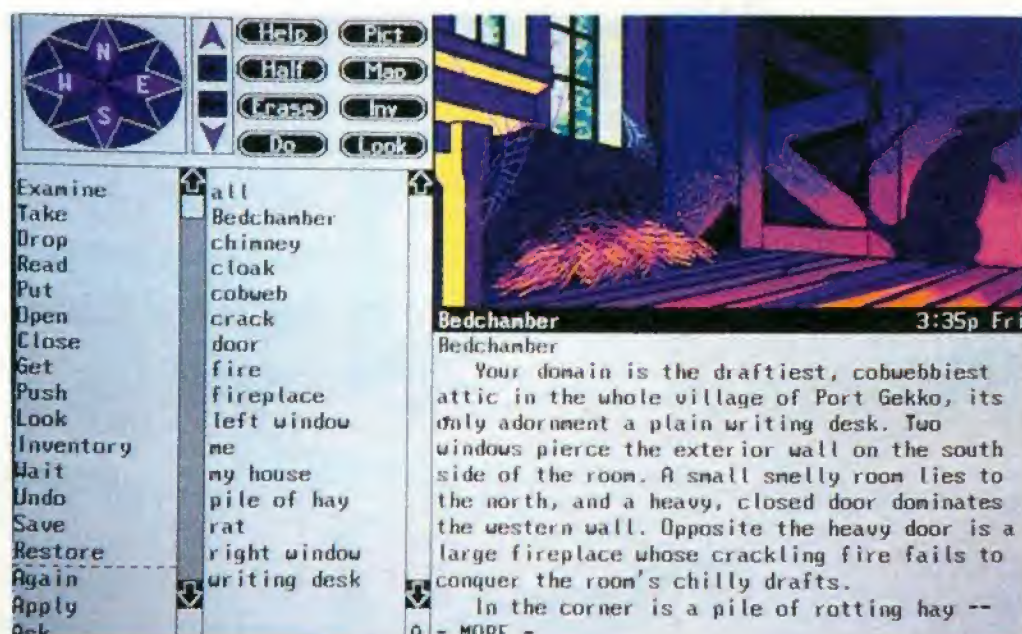 N
W
E
S
Help
Pict
Half
Map
Erase
Inv
Do
Look
Examine
Take
Drop
Read
Put
Open
Close
Get
Push
Look
Inventory
Wait
Undo
Save
Restore
Again
Apply
Ask
all
Bedchamber
chimney
cloak
cobweb
crack
door
fire
fireplace
left window
me
my house
pile of hay
rat
right window
writing desk
Bedchamber 3:35p Fri
Bedchamber
Your domain is the draftiest, cobwebbiest
attic in the whole village of Port Gekko, its
only adornment a plain writing desk. Two
windows pierce the exterior wall on the south
side of the room. A small smelly room lies to
the north, and a heavy, closed door dominates
the western wall. Opposite the heavy door is a
large fireplace whose crackling fire fails to
conquer the room's chilly drafts.
In the corner is a pile of rotting hay --
- MORE -